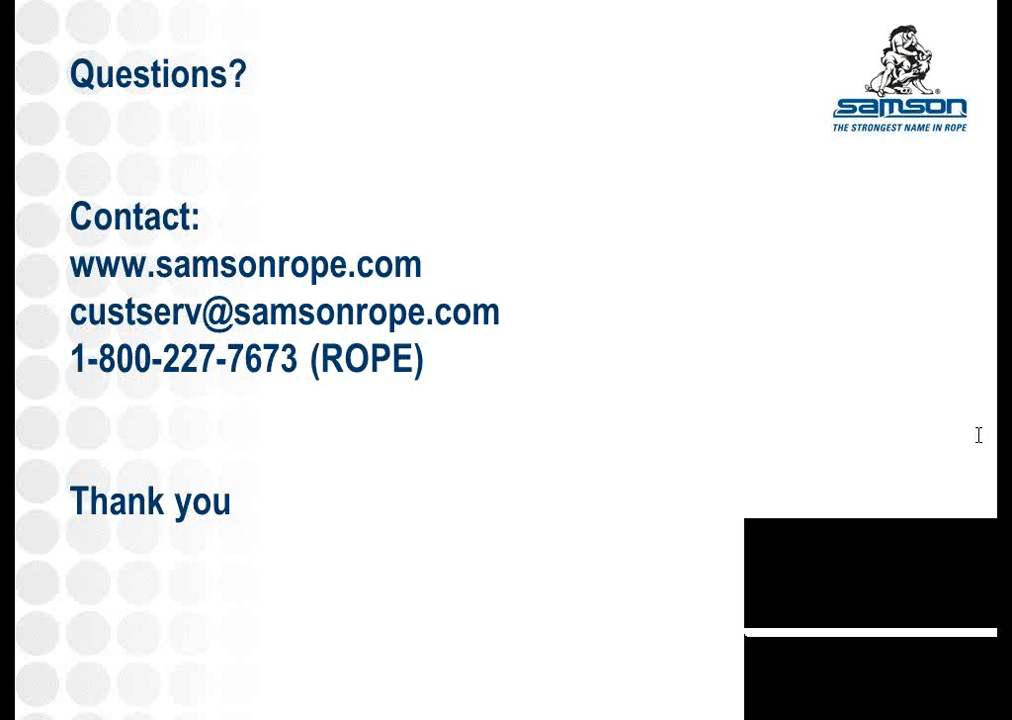 Questions?
samson
THE STRONGEST NAME IN ROPE
Contact:
www.samsonrope.com
custserv@samsonrope.com
1-800-227-7673 (ROPE)
Thank you